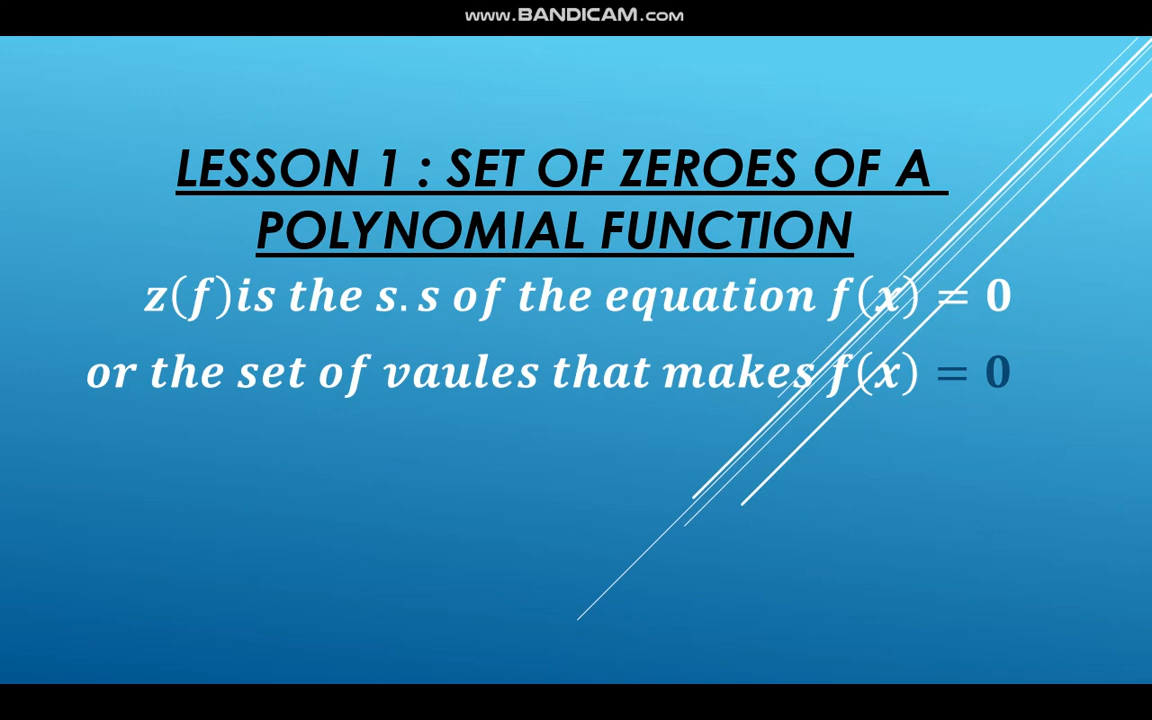 www.BANDICAM.com
LESSON 1 : SET OF ZEROES OF A
POLYNOMIAL FUNCTION
z(f)is the s.s of the equation f(x) = 0
or the set of vaules that makes f(x) = 0